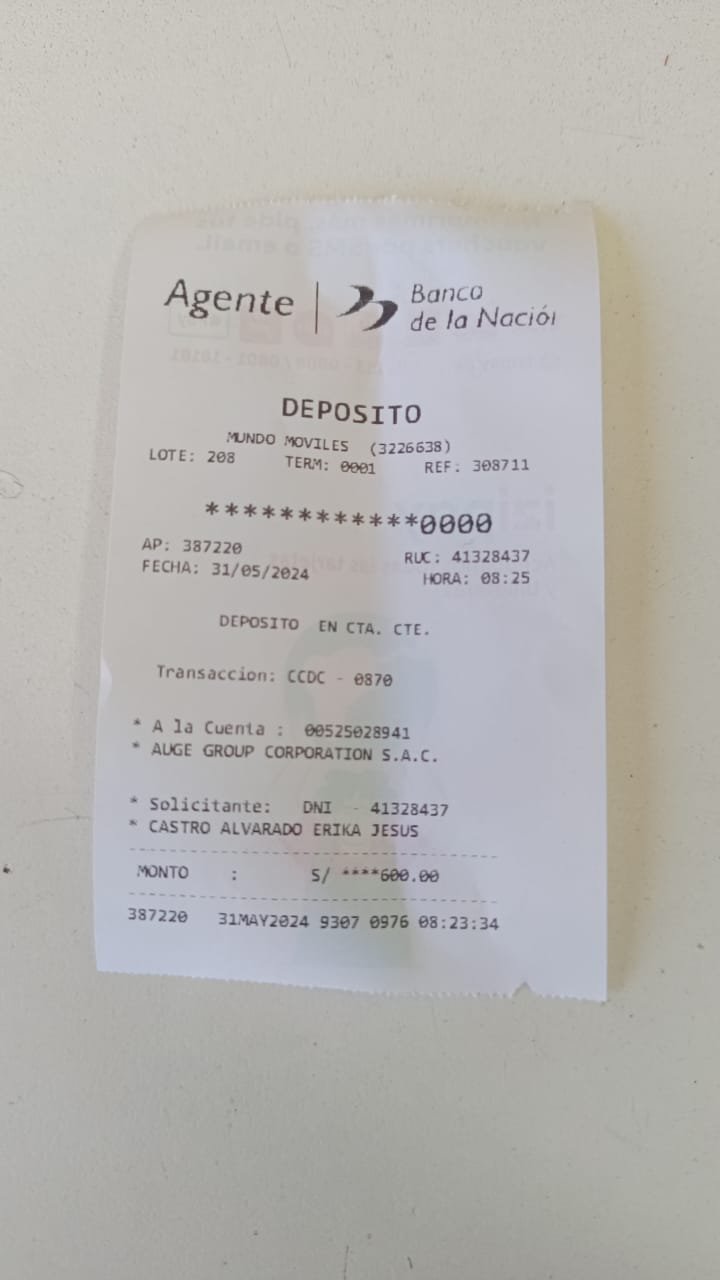 Agente | Banco
de la Nación
DEPOSITO
MUNDO MOVILES (3226638)
LOTE: 208 TERM: 0001 REF: 308711
************0000
AP: 387220 RUC: 41328437
FECHA: 31/05/2024 HORA: 08:25
DEPOSITO EN CTA. CTE.
Transaccion: CCDC - 0870
* A la Cuenta : 00525028941
* AUGE GROUP CORPORATION S.A.C.
* Solicitante: DNI - 41328437
* CASTRO ALVARADO ERIKA JESUS
MONTO : S/ ****600.00
387220 31MAY2024 9307 0976 08:23:34